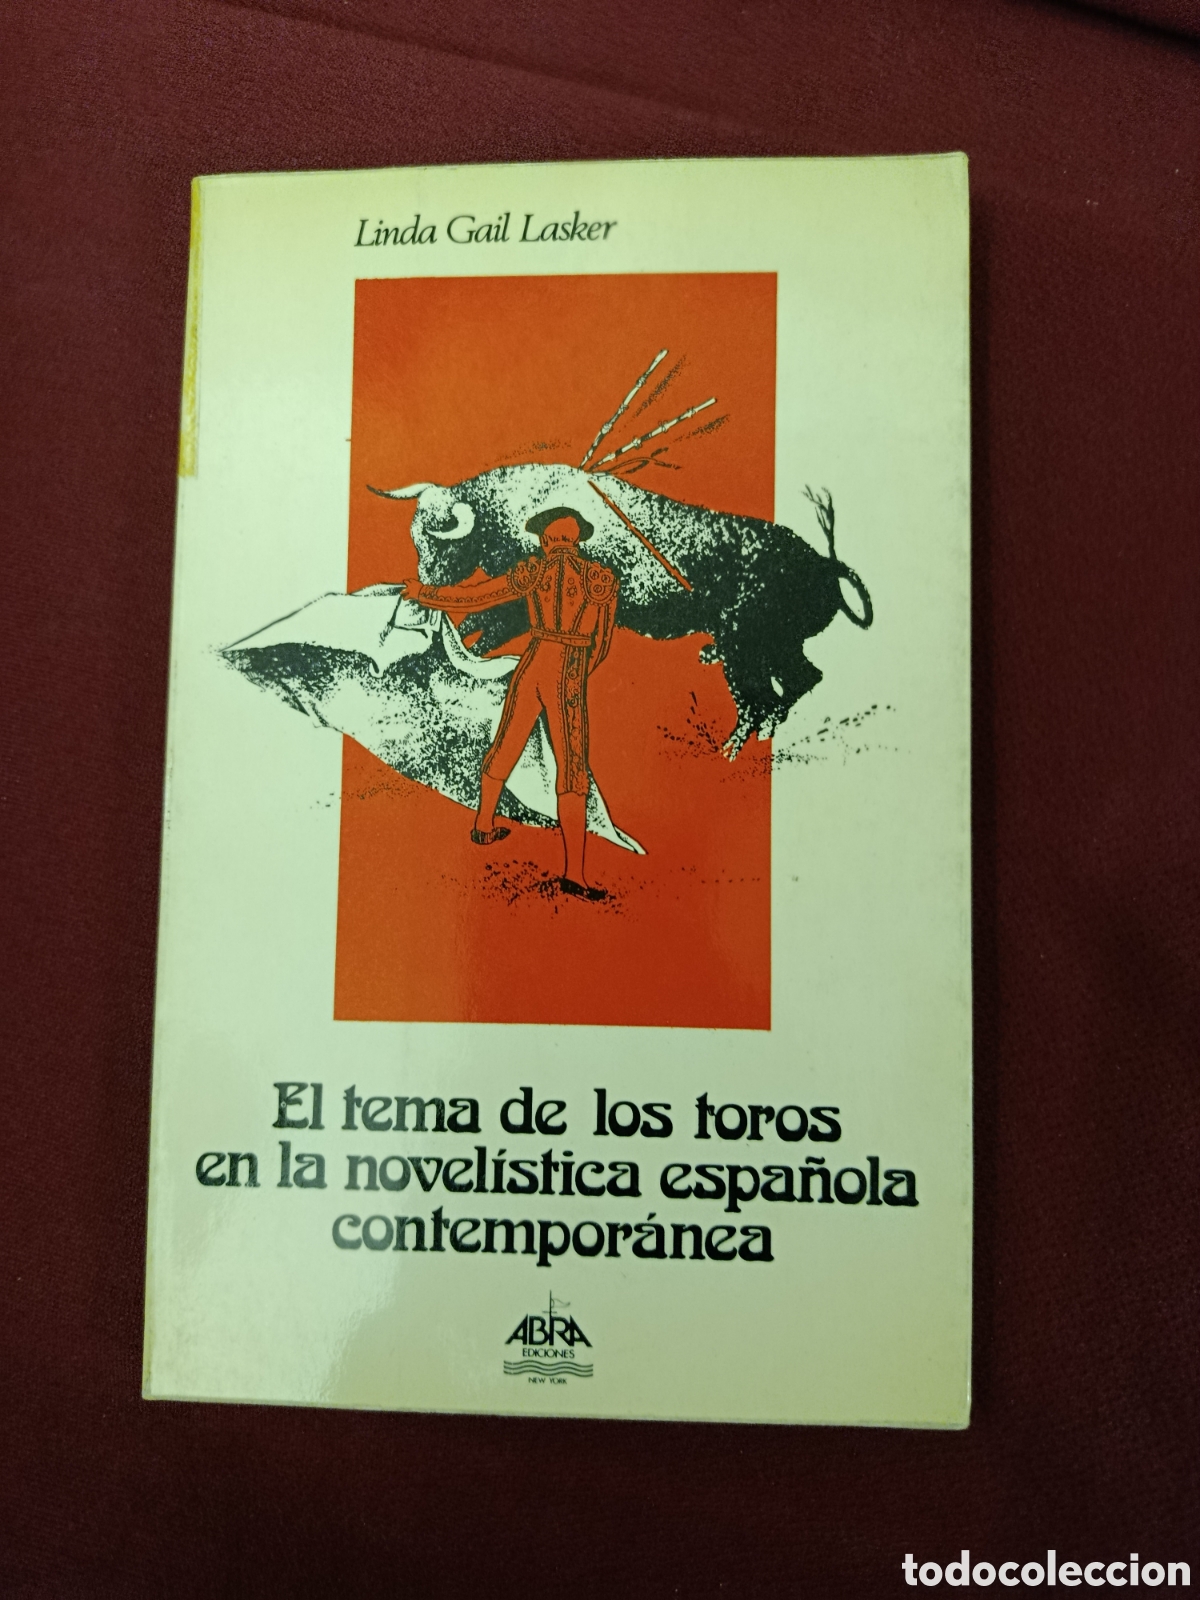 Linda Gail Lasker
El tema de los toros
en la novelística española
contemporánea
ABRA
EDICIONES
NEW YORK
todocoleccion